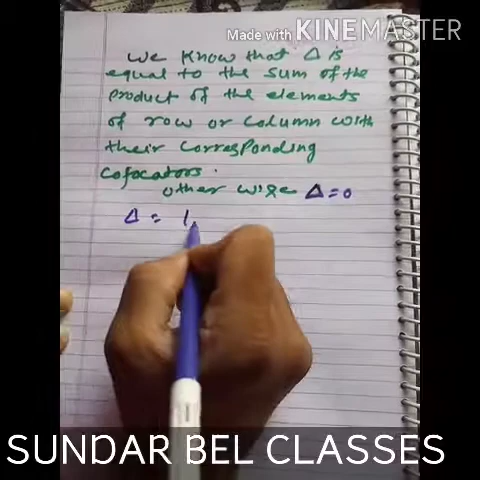 Made with KINEMASTER
We know that Δ is
equal to the sum of the
product of the elements
of row or column with
their corresponding
cofocators.
other wise Δ=0
Δ = 1
SUNDAR BEL CLASSES